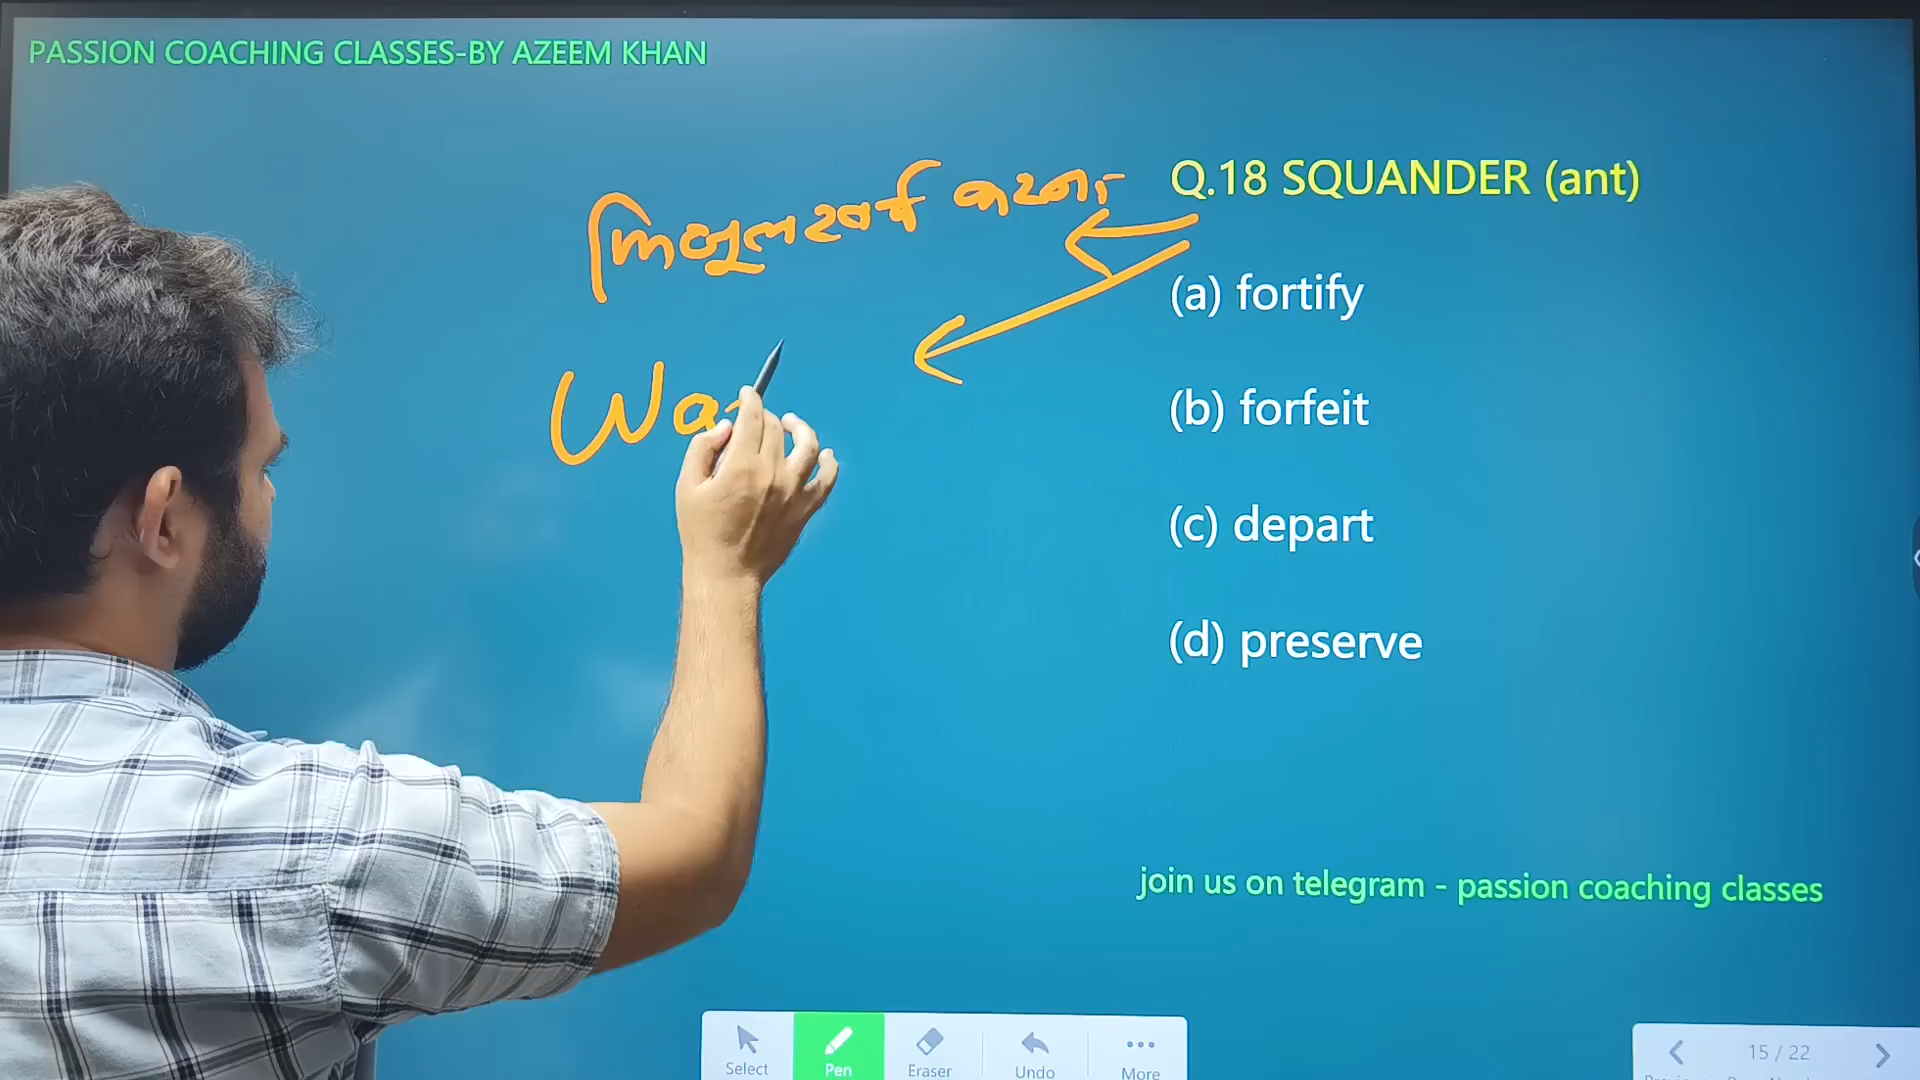 PASSION COACHING CLASSES-BY AZEEM KHAN
करना
Q.18 SQUANDER (ant)
(a) fortify
(b) forfeit
(c) depart
(d) preserve
join us on telegram - passion coaching classes
Select
Pen
Eraser
Undo
More
15 / 22